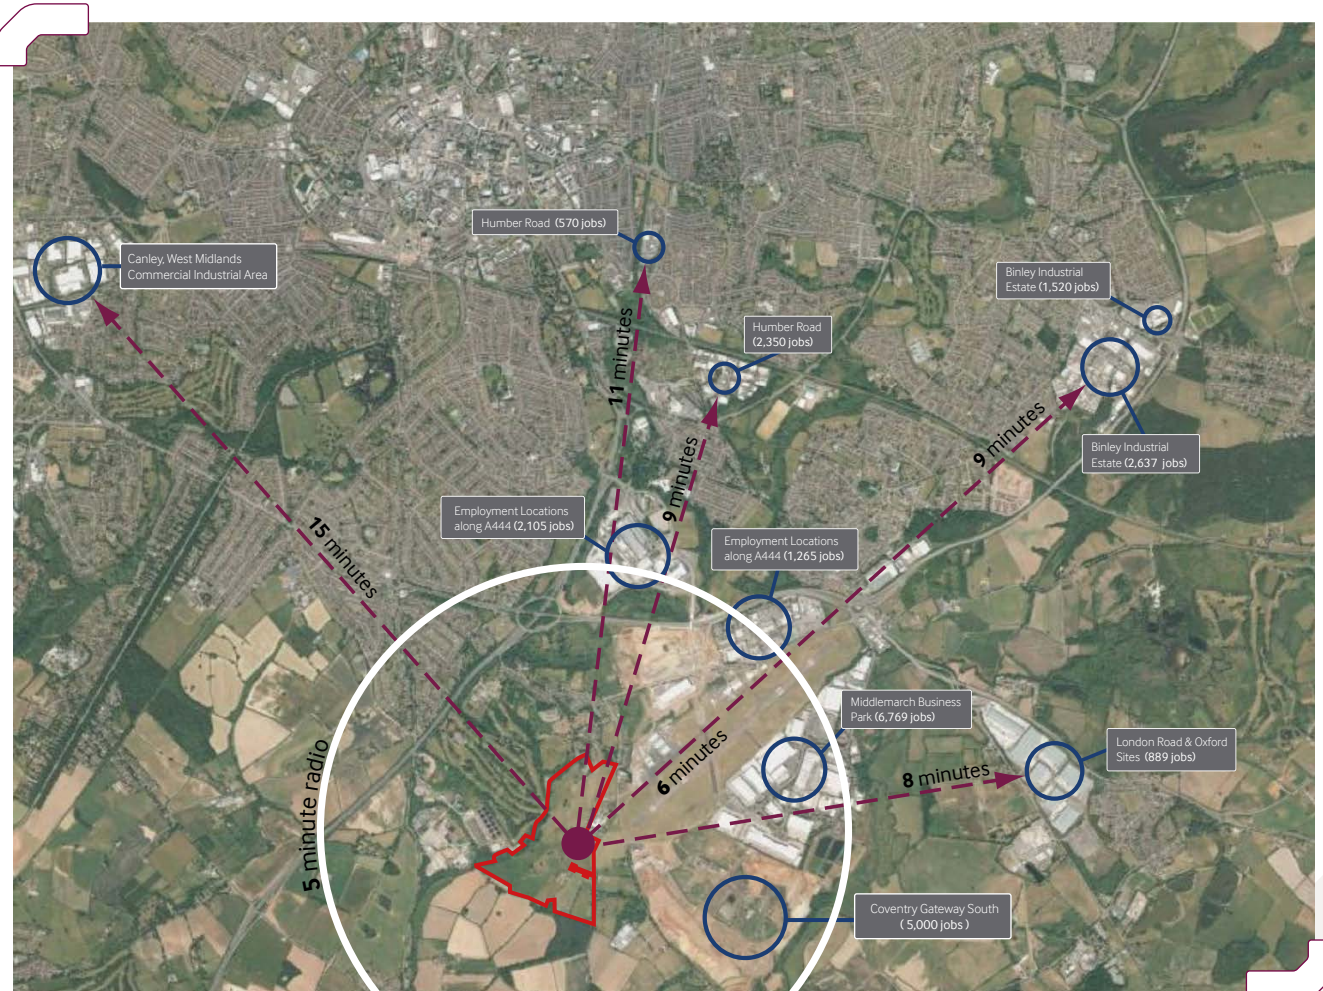 Humber Road (570 jobs)
Canley, West Midlands
Commercial Industrial Area
Binley Industrial
Estate (1,520 jobs)
11 minutes
Humber Road
(2,350 jobs)
9 minutes
Binley Industrial
Estate (2,637 jobs)
9 minutes
Employment Locations
along A444 (2,105 jobs)
15 minutes
Employment Locations
along A444 (1,265 jobs)
Middlemarch Business
Park (6,769 jobs)
6 minutes
London Road & Oxford
Sites (889 jobs)
8 minutes
5 minute radio
Coventry Gateway South
( 5,000 jobs )